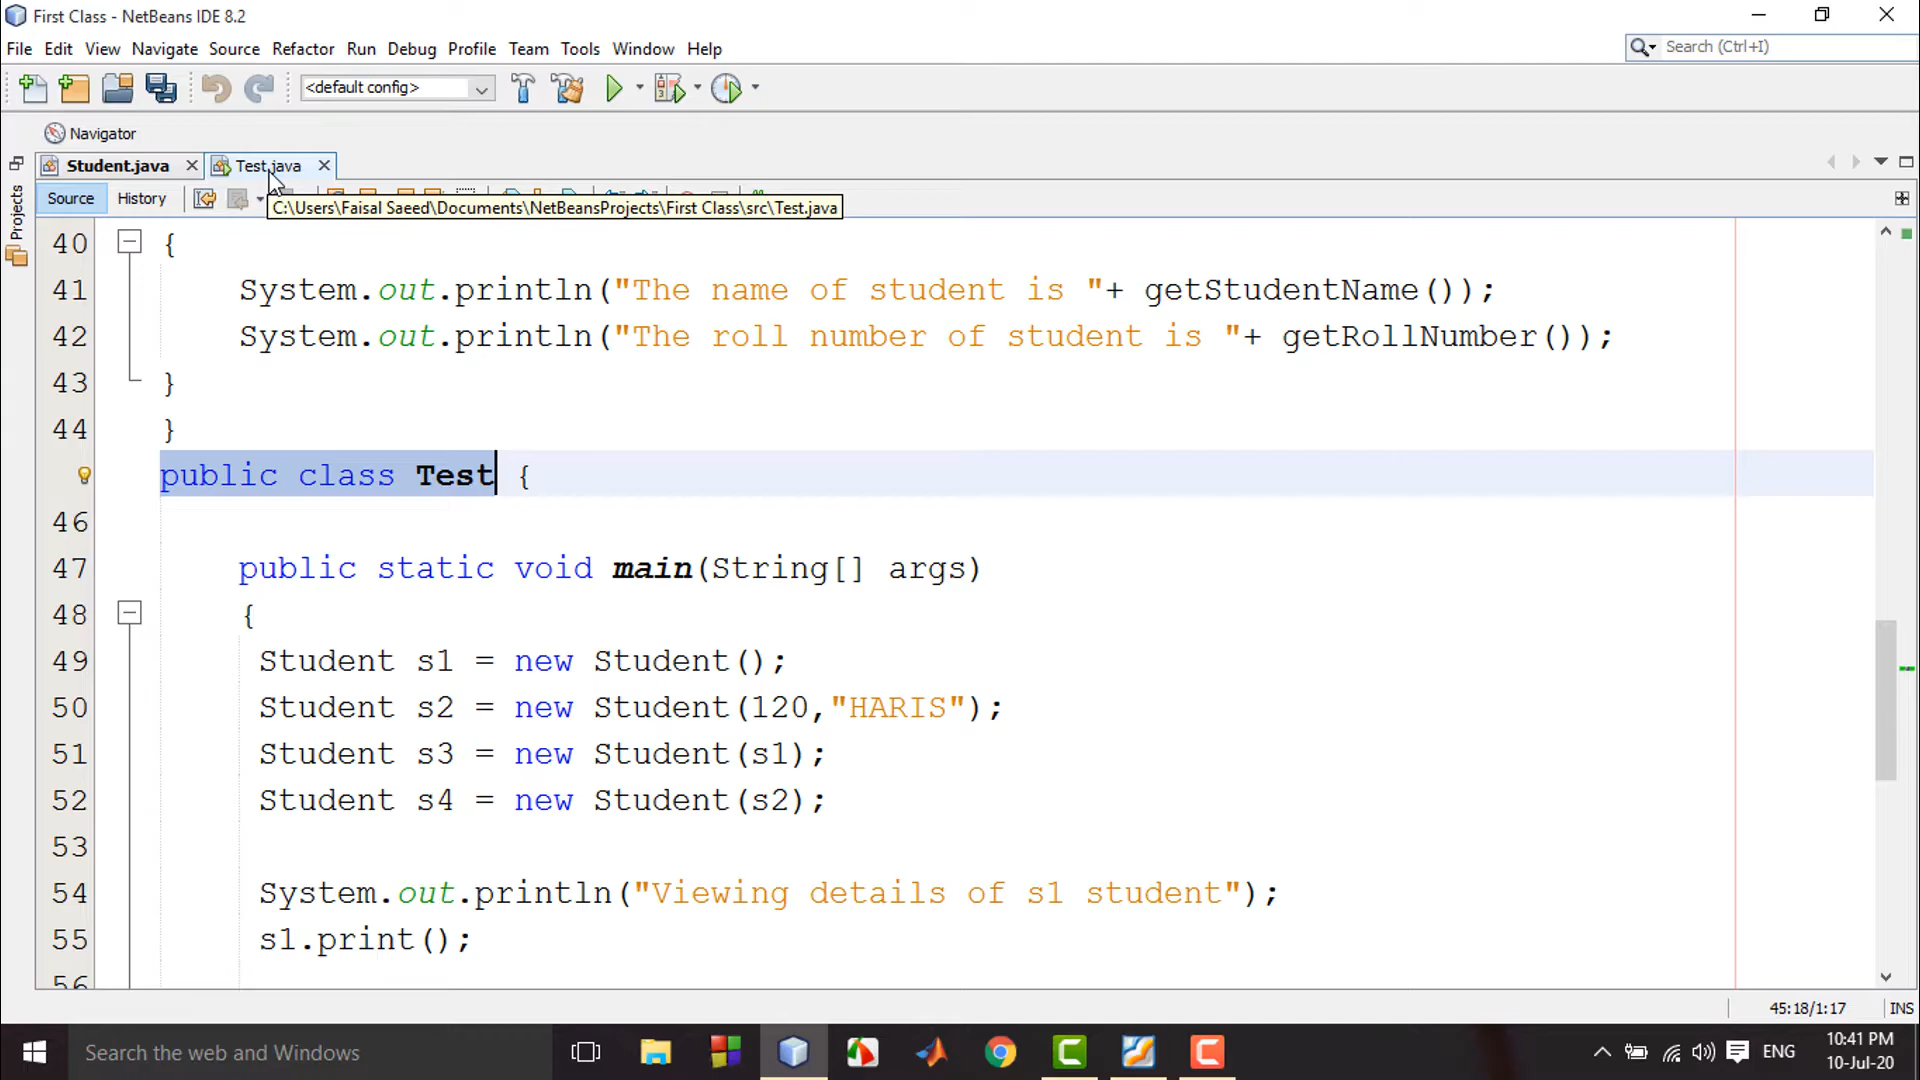 First Class - NetBeans IDE 8.2
File Edit View Navigate Source Refactor Run Debug Profile Team Tools Window Help
Search (Ctrl+I)
<default config>
Navigator
Projects
Student.java Test.java
Source History
C:\Users\Faisal Saeed\Documents\NetBeansProjects\First Class\src\Test.java
40 {
41 System.out.println("The name of student is "+ getStudentName());
42 System.out.println("The roll number of student is "+ getRollNumber());
43 }
44 }
public class Test {
46
47 public static void main(String[] args)
48 {
49 Student s1 = new Student();
50 Student s2 = new Student(120,"HARIS");
51 Student s3 = new Student(s1);
52 Student s4 = new Student(s2);
53
54 System.out.println("Viewing details of s1 student");
55 s1.print();
56
45:18/1:17 INS
Search the web and Windows
ENG
10:41 PM
10-Jul-20